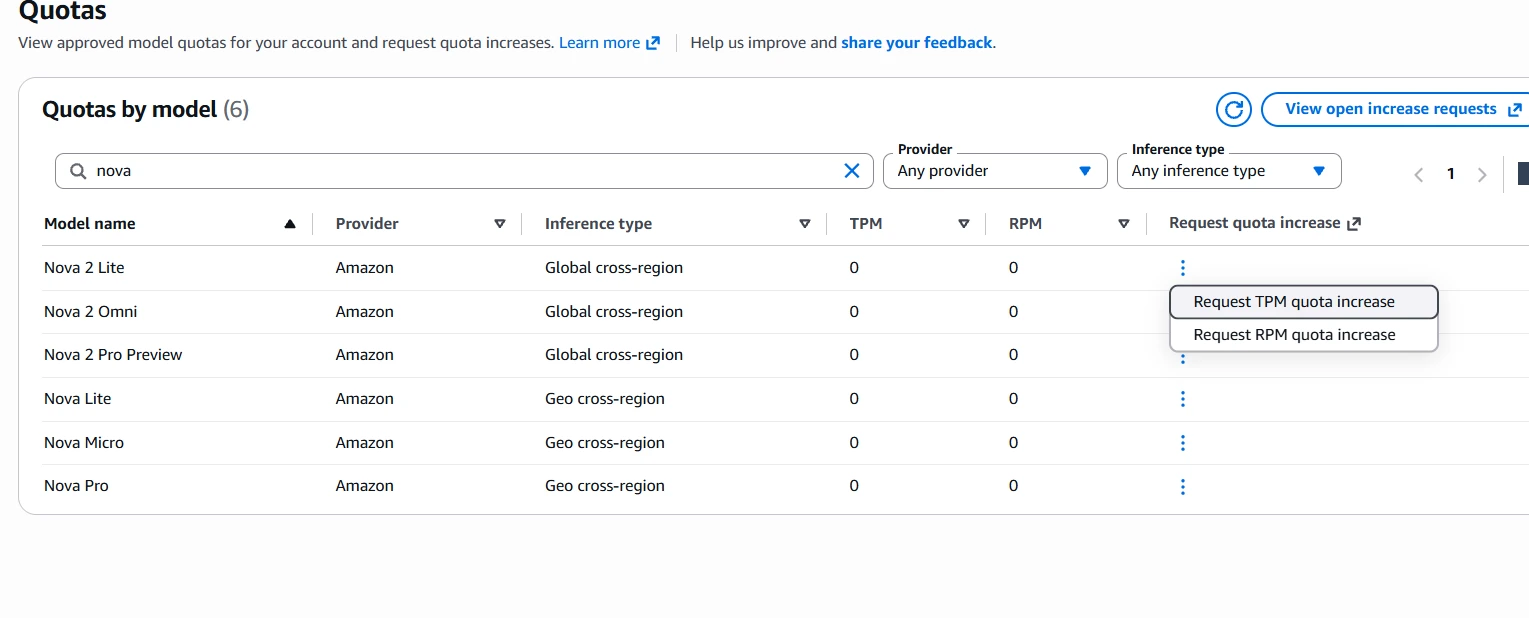 Quotas
View approved model quotas for your account and request quota increases. Learn more Help us improve and share your feedback.
Quotas by model (6)
View open increase requests
Provider Inference type
nova Any provider Any inference type 1
Model name Provider Inference type TPM RPM Request quota increase
Nova 2 Lite Amazon Global cross-region 0 0
Request TPM quota increase
Nova 2 Omni Amazon Global cross-region 0 0
Request RPM quota increase
Nova 2 Pro Preview Amazon Global cross-region 0 0
Nova Lite Amazon Geo cross-region 0 0
Nova Micro Amazon Geo cross-region 0 0
Nova Pro Amazon Geo cross-region 0 0